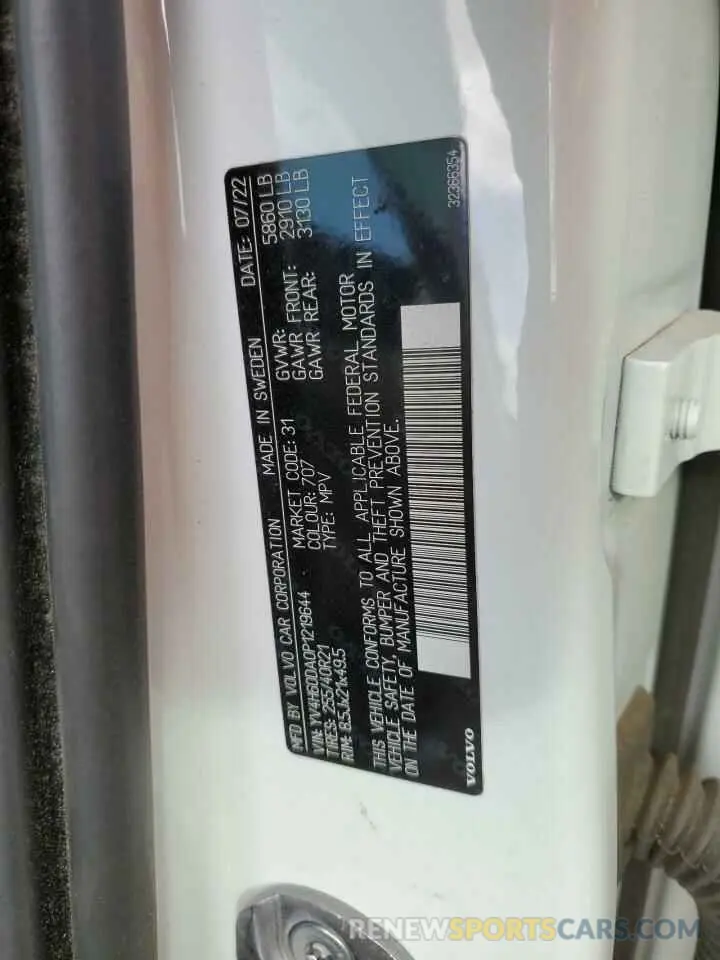 MFD BY VOLVO CAR CORPORATION MADE IN SWEDEN DATE: 07/22
VIN: YV4H600A0P1219644 MARKET CODE: 31 GVWR: 5860 LB
TIRES: 255/40R21 COLOUR: 707 GAWR FRONT: 2910 LB
RIM: 8.5Jx21x49.5 TYPE: MPV GAWR REAR: 3130 LB
THIS VEHICLE CONFORMS TO ALL APPLICABLE FEDERAL MOTOR
VEHICLE SAFETY, BUMPER AND THEFT PREVENTION STANDARDS IN EFFECT
ON THE DATE OF MANUFACTURE SHOWN ABOVE.
VOLVO 32366354
RENEWSPORTSCARS.COM